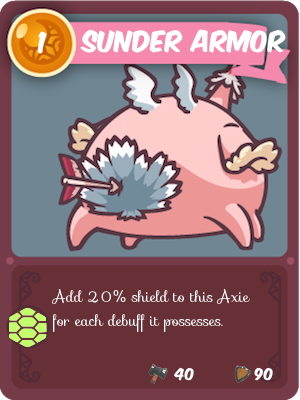 1 SUNDER ARMOR
Add 20% shield to this Axie
for each debuff it possesses.
40 90